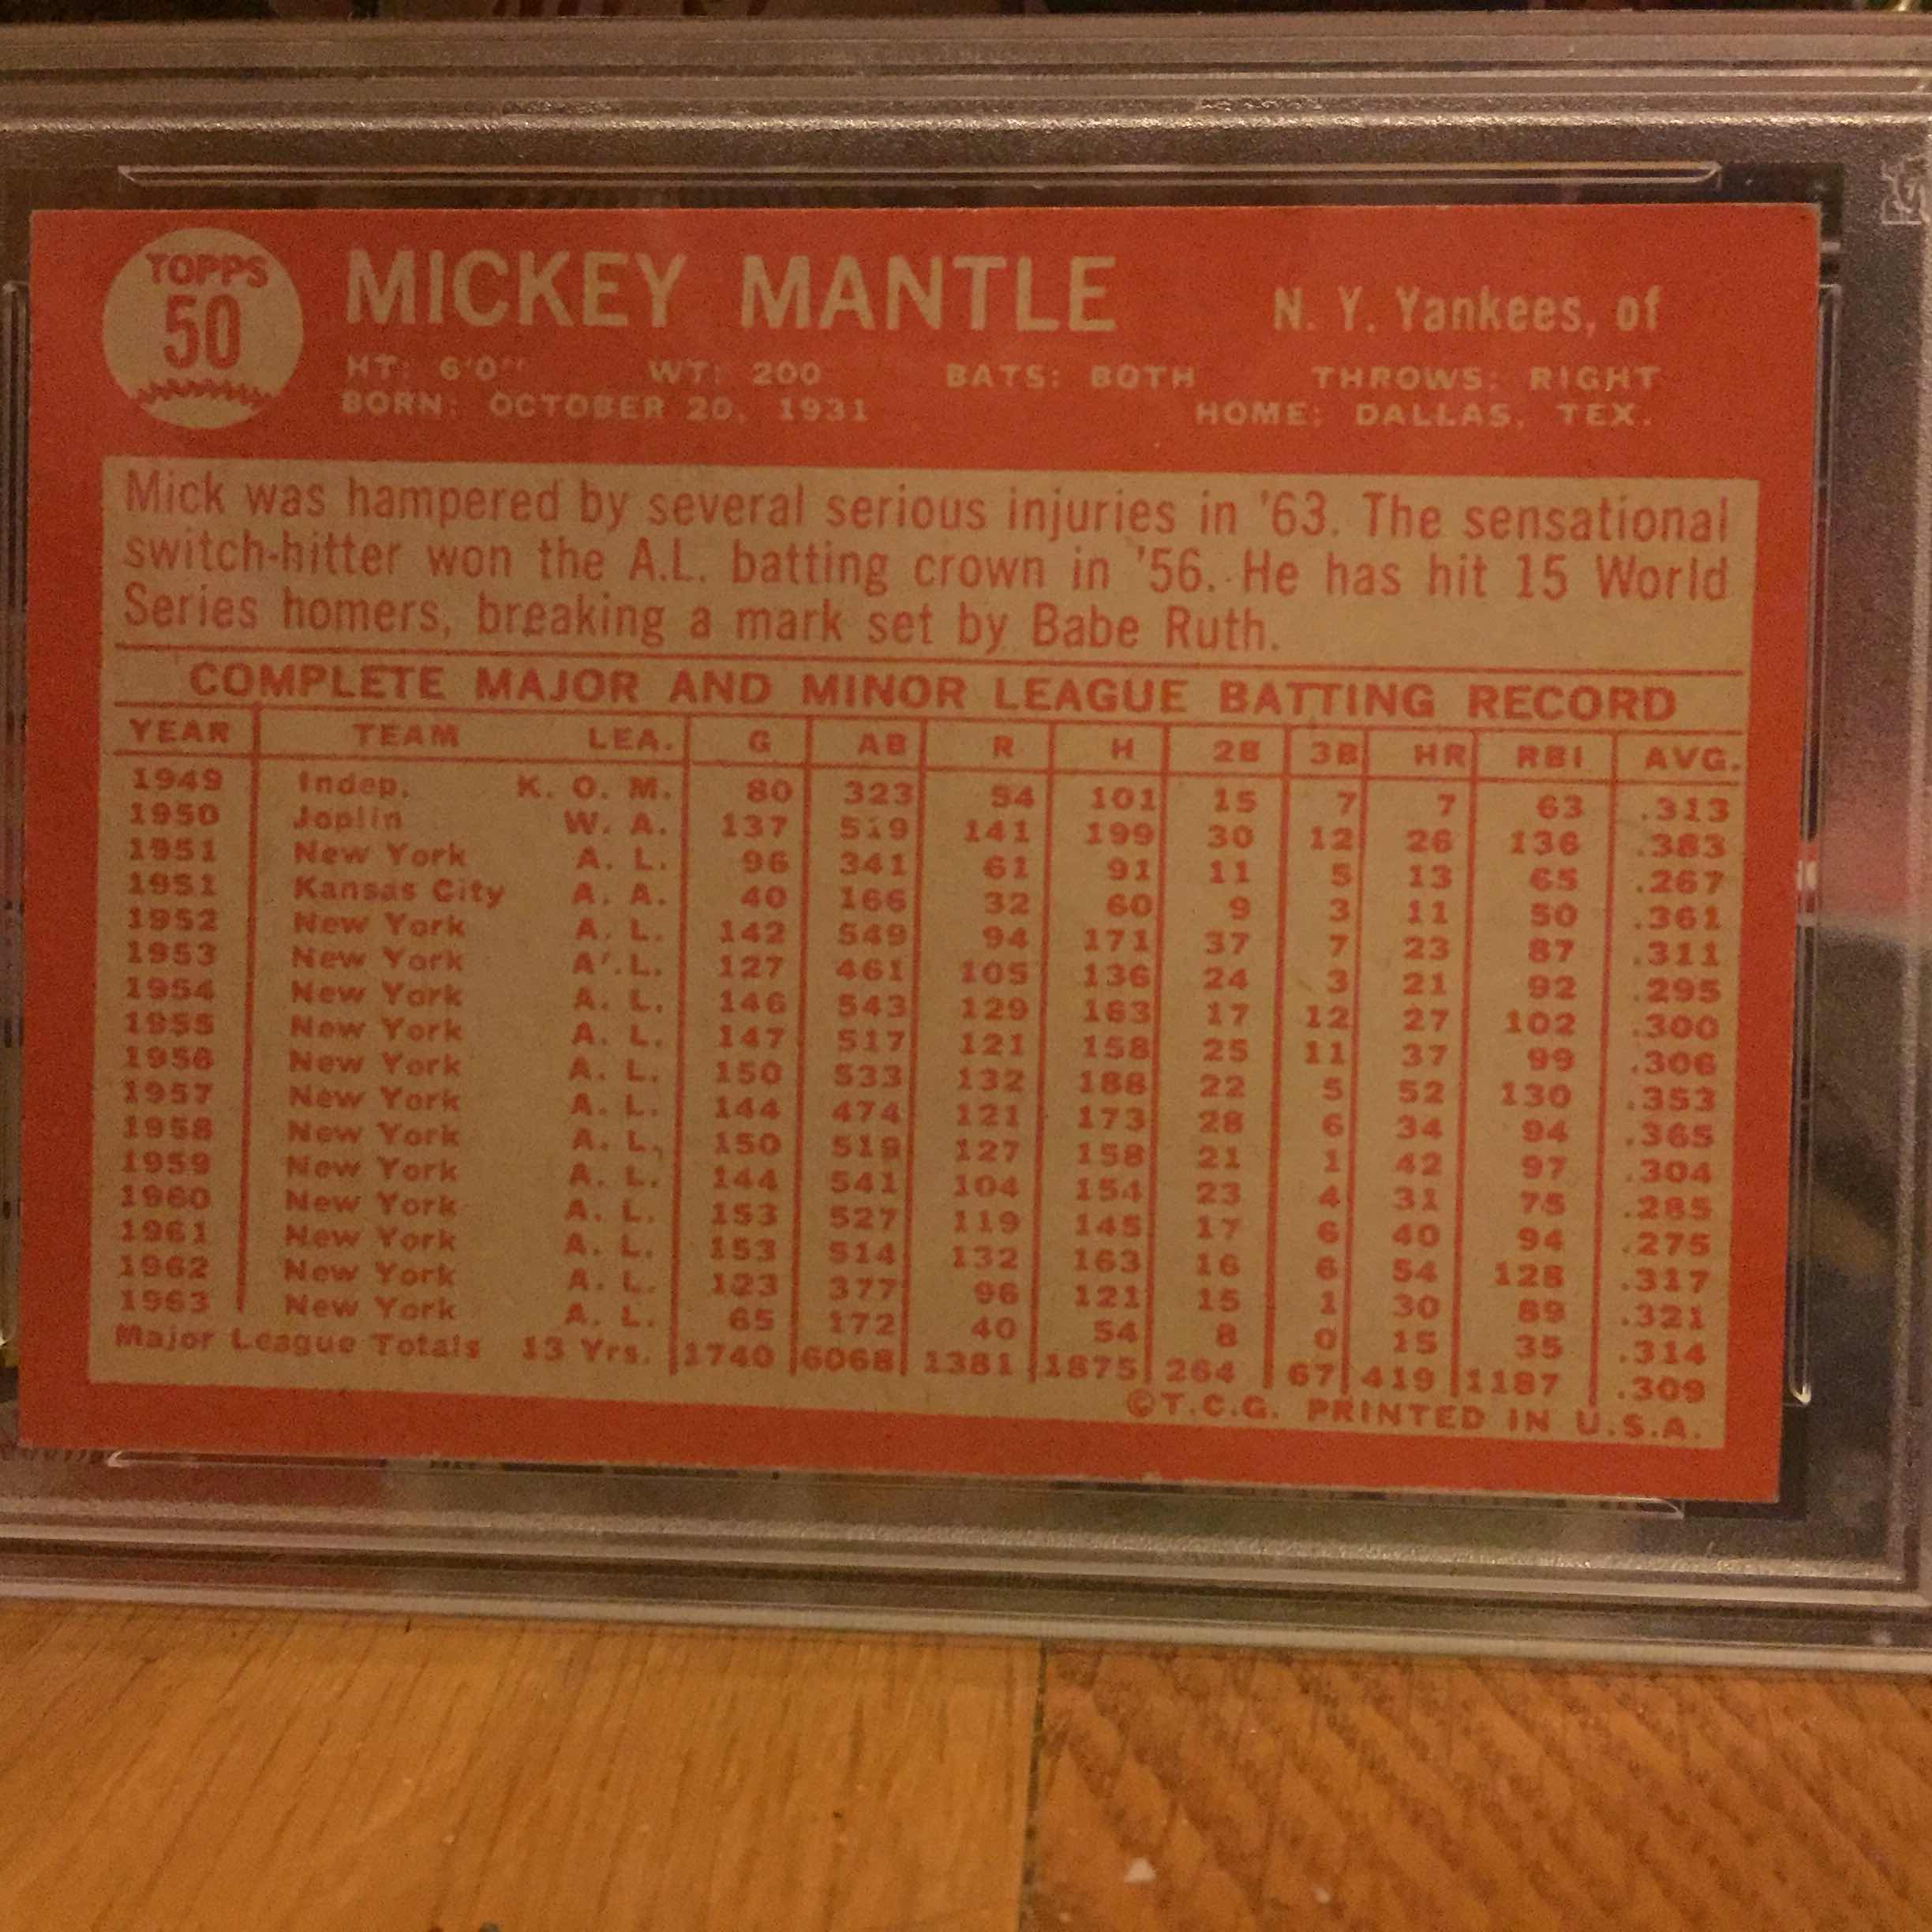 TOPPS
50
MICKEY MANTLE N. Y. Yankees, of
HT: 6'0" WT: 200 BATS: BOTH THROWS: RIGHT
BORN: OCTOBER 20, 1931 HOME: DALLAS, TEX.
Mick was hampered by several serious injuries in '63. The sensational
switch-hitter won the A.L. batting crown in '56. He has hit 15 World
Series homers, breaking a mark set by Babe Ruth.
COMPLETE MAJOR AND MINOR LEAGUE BATTING RECORD
YEAR TEAM LEA. G AB R H 2B 3B HR RBI AVG.
1949 Indep. K. O. M. 80 323 54 101 15 7 7 63 .313
1950 Joplin W. A. 137 519 141 199 30 12 26 136 .383
1951 New York A. L. 96 341 61 91 11 5 13 65 .267
1951 Kansas City A. A. 40 166 32 60 9 3 11 50 .361
1952 New York A. L. 142 549 94 171 37 7 23 87 .311
1953 New York A. L. 127 461 105 136 24 3 21 92 .295
1954 New York A. L. 146 543 129 163 17 12 27 102 .300
1955 New York A. L. 147 517 121 158 25 11 37 99 .306
1956 New York A. L. 150 533 132 188 22 5 52 130 .353
1957 New York A. L. 144 474 121 173 28 6 34 94 .365
1958 New York A. L. 150 519 127 158 21 1 42 97 .304
1959 New York A. L. 144 541 104 154 23 4 31 75 .285
1960 New York A. L. 153 527 119 145 17 6 40 94 .275
1961 New York A. L. 153 514 132 163 16 6 54 128 .317
1962 New York A. L. 123 377 96 121 15 1 30 89 .321
1963 New York A. L. 65 172 40 54 8 0 15 35 .314
Major League Totals 13 Yrs. 1740 6068 1381 1875 264 67 419 1187 .309
©T.C.G. PRINTED IN U.S.A.